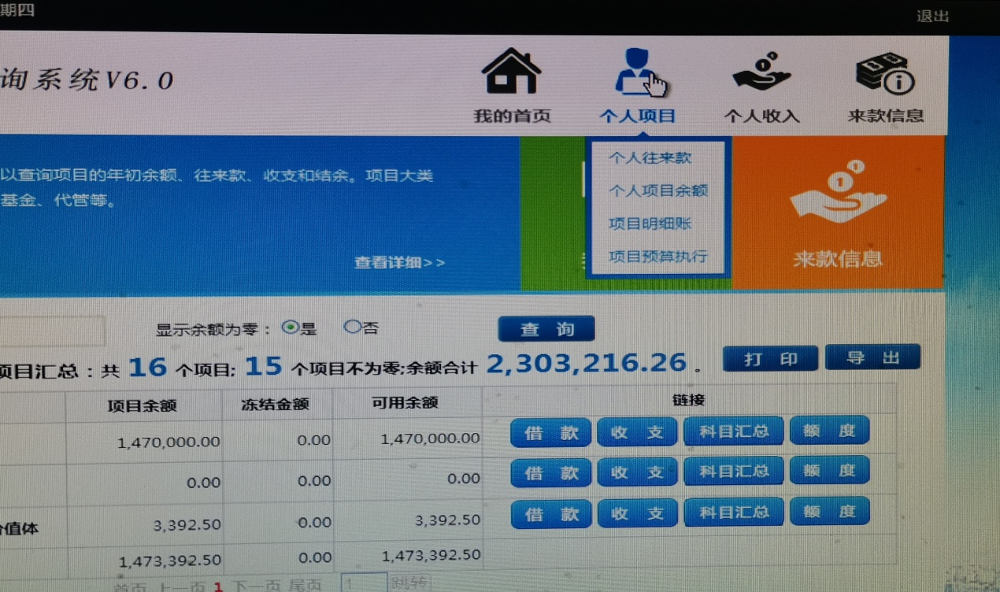 期四
退出
询系统V6.0
我的首页
个人项目
个人收入
来款信息
以查询项目的年初余额、往来款、收支和结余。项目大类
基金、代管等。
查看详细>>
个人往来款
个人项目余额
项目明细账
项目预算执行
来款信息
显示余额为零：是 否
查 询
项目汇总：共 16 个项目; 15 个项目不为零;余额合计 2,303,216.26 。
打 印
导 出
项目余额 冻结金额 可用余额 链接
1,470,000.00 0.00 1,470,000.00 借 款 收 支 科目汇总 额 度
0.00 0.00 0.00 借 款 收 支 科目汇总 额 度
价值体 3,392.50 0.00 3,392.50 借 款 收 支 科目汇总 额 度
1,473,392.50 0.00 1,473,392.50
首页 上一页 1 下一页 尾页 1 跳转